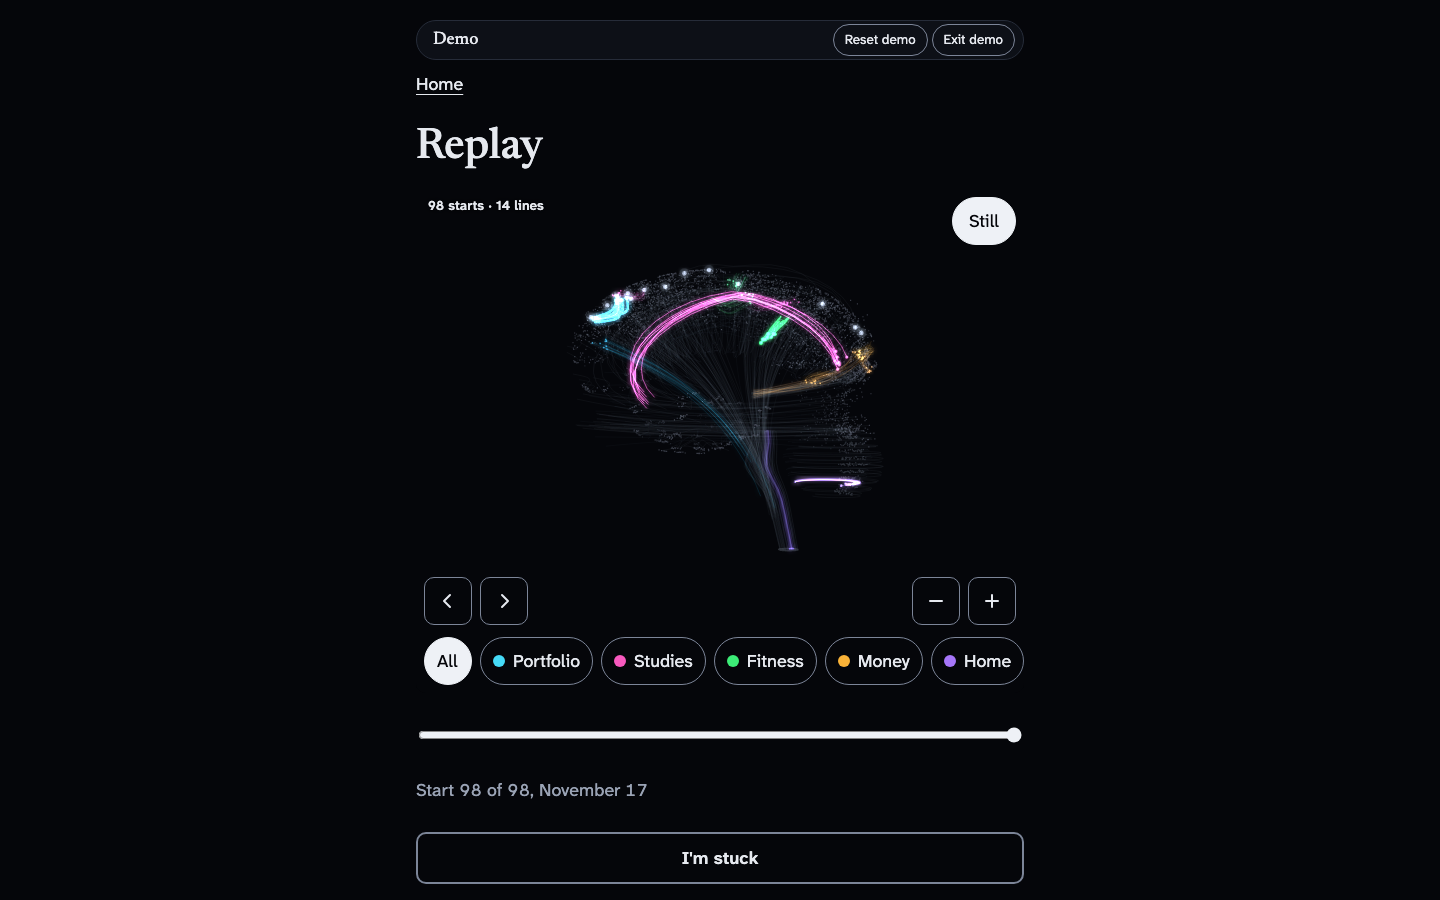 Demo
Reset demo
Exit demo
Home
Replay
98 starts · 14 lines
Still
All
Portfolio
Studies
Fitness
Money
Home
Start 98 of 98, November 17
I'm stuck